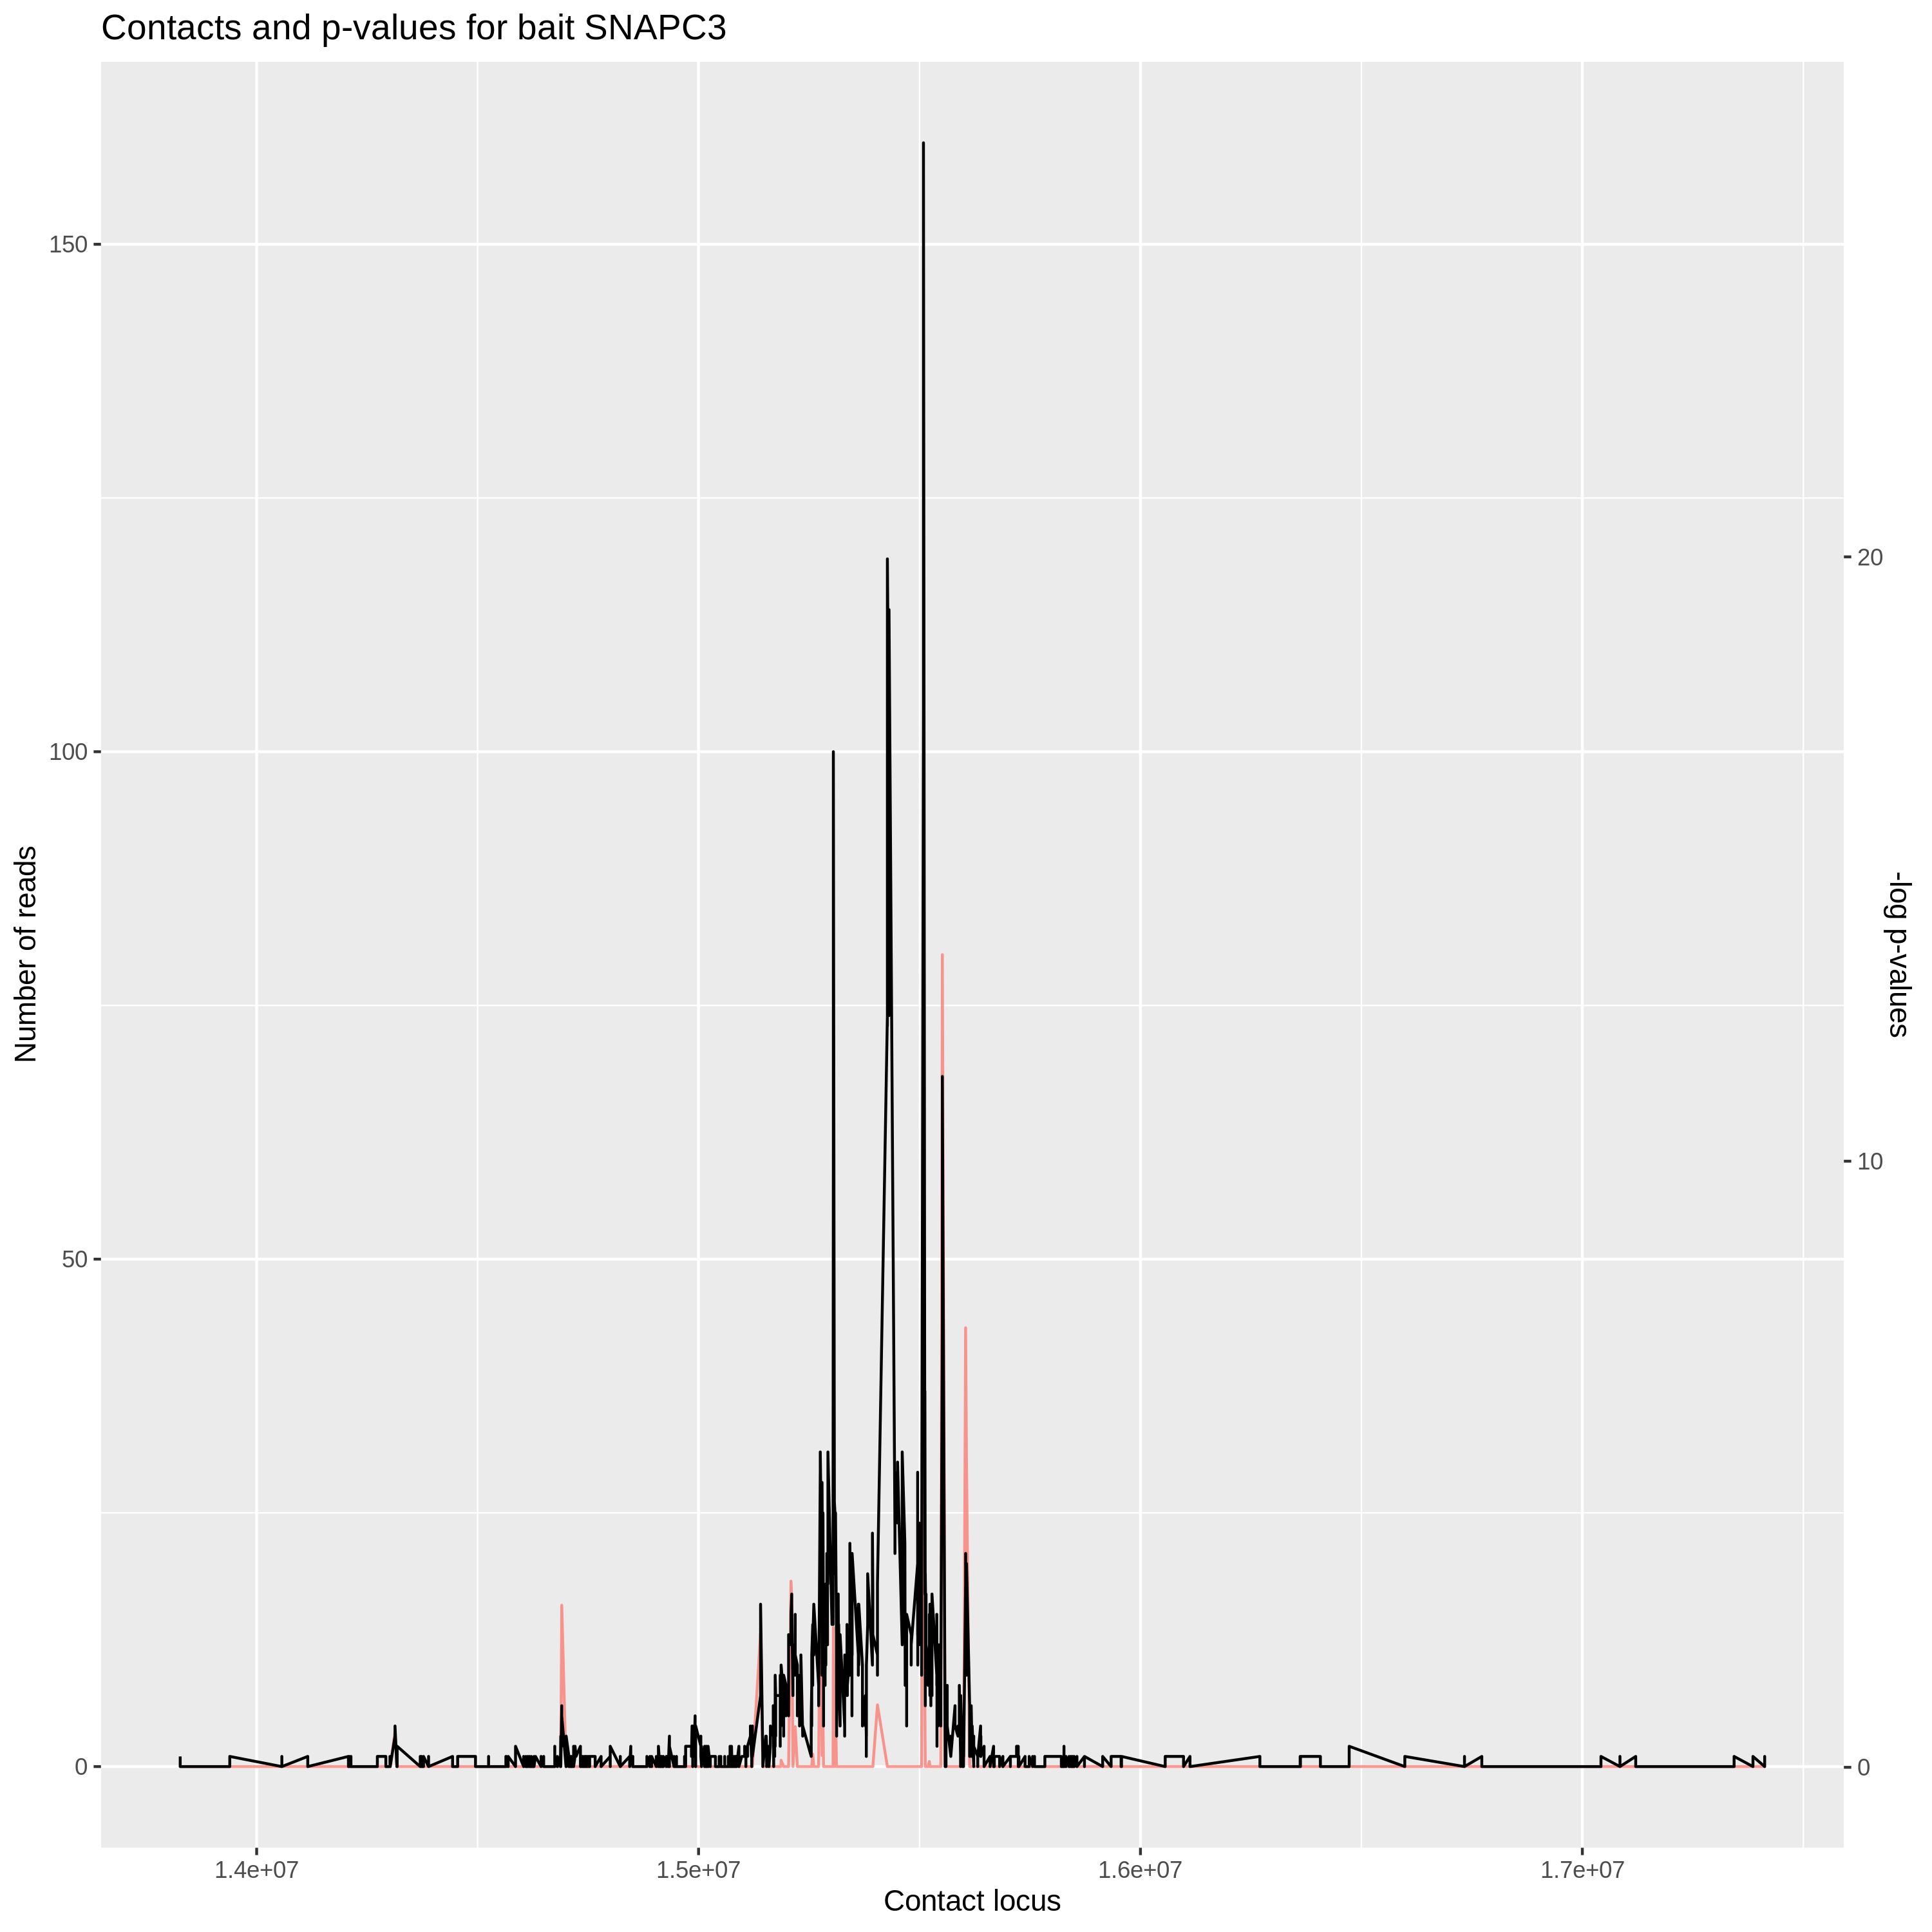 Contacts and p-values for bait SNAPC3
150
100
50
0
Number of reads
20
10
0
-log p-values
1.4e+07
1.5e+07
1.6e+07
1.7e+07
Contact locus